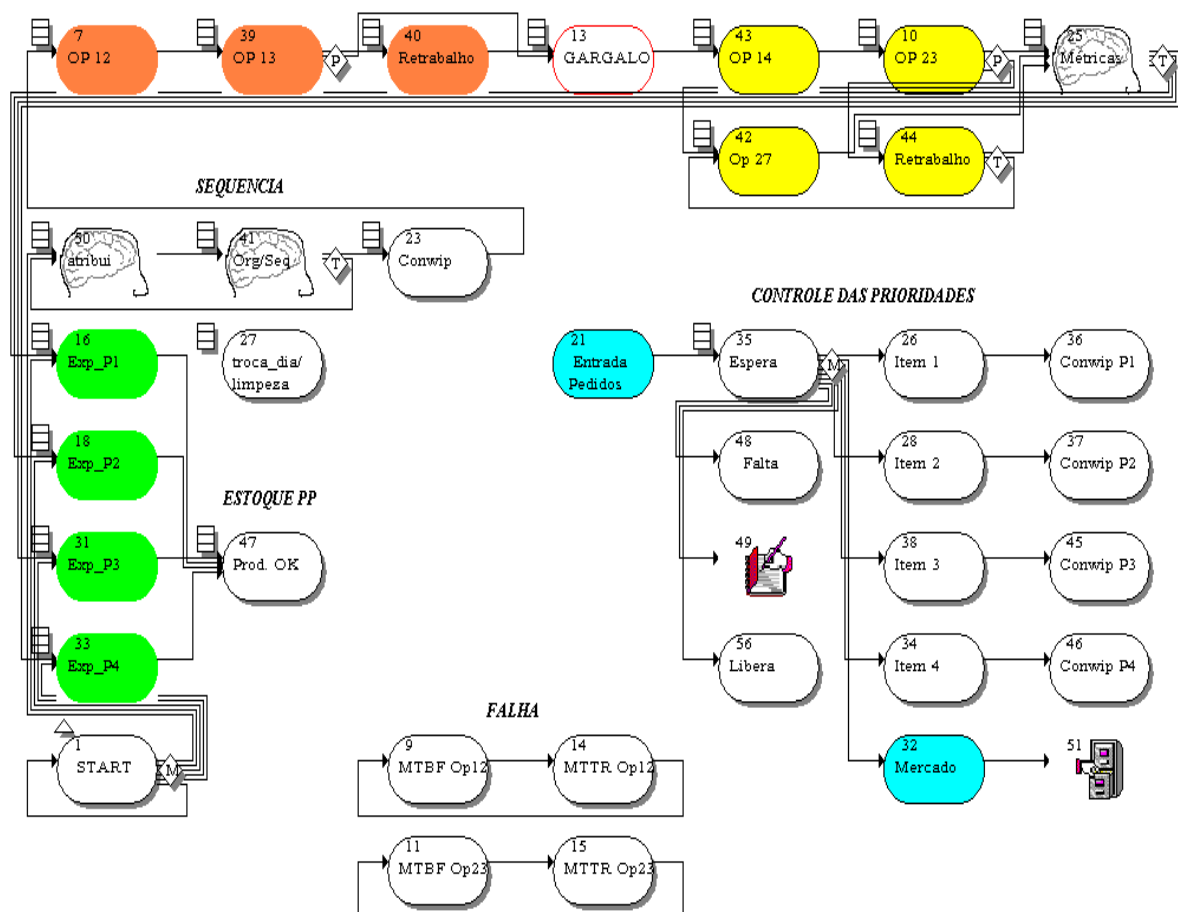 7
OP 12
39
OP 13
P
40
Retrabalho
13
GARGALO
43
OP 14
10
OP 23
P
25
Métricas
T
42
Op 27
44
Retrabalho
T
SEQUENCIA
50
atribui
41
Org/Seq
T
23
Conwip
CONTROLE DAS PRIORIDADES
16
Exp_P1
27
troca_dia/
limpeza
21
Entrada
Pedidos
35
Espera
M
26
Item 1
36
Conwip P1
18
Exp_P2
48
Falta
28
Item 2
37
Conwip P2
ESTOQUE PP
31
Exp_P3
47
Prod. OK
49
38
Item 3
45
Conwip P3
33
Exp_P4
56
Libera
34
Item 4
46
Conwip P4
FALHA
1
START
M
9
MTBF Op12
14
MTTR Op12
32
Mercado
51
11
MTBF Op23
15
MTTR Op23